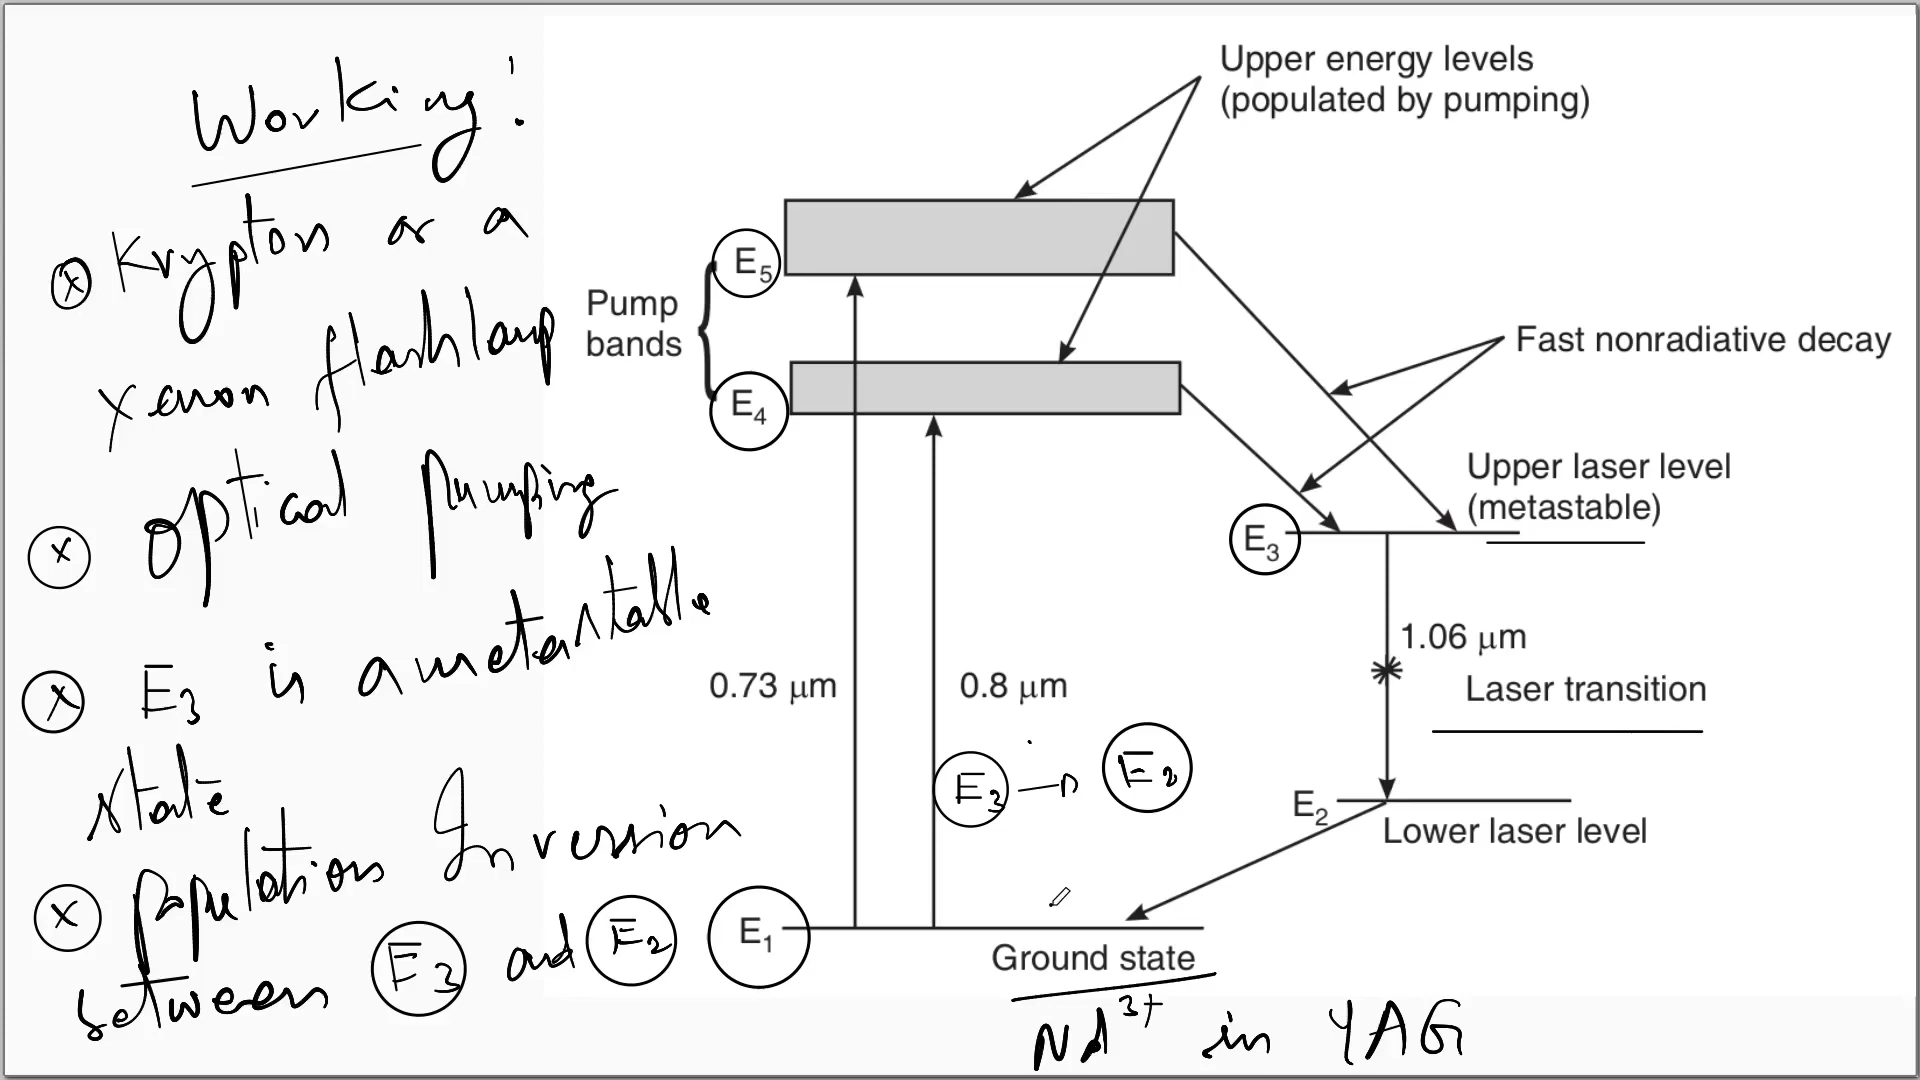 Working:
Krypton or a
xenon flashlamp
optical pumping
E3 is a metastable
state
population Inversion
between E3 and E2
Upper energy levels
(populated by pumping)
E5
Pump
bands
E4
Fast nonradiative decay
Upper laser level
(metastable)
E3
1.06 μm
0.73 μm
0.8 μm
Laser transition
E3 → E2
E2
Lower laser level
E1
Ground state
Nd3+ in YAG